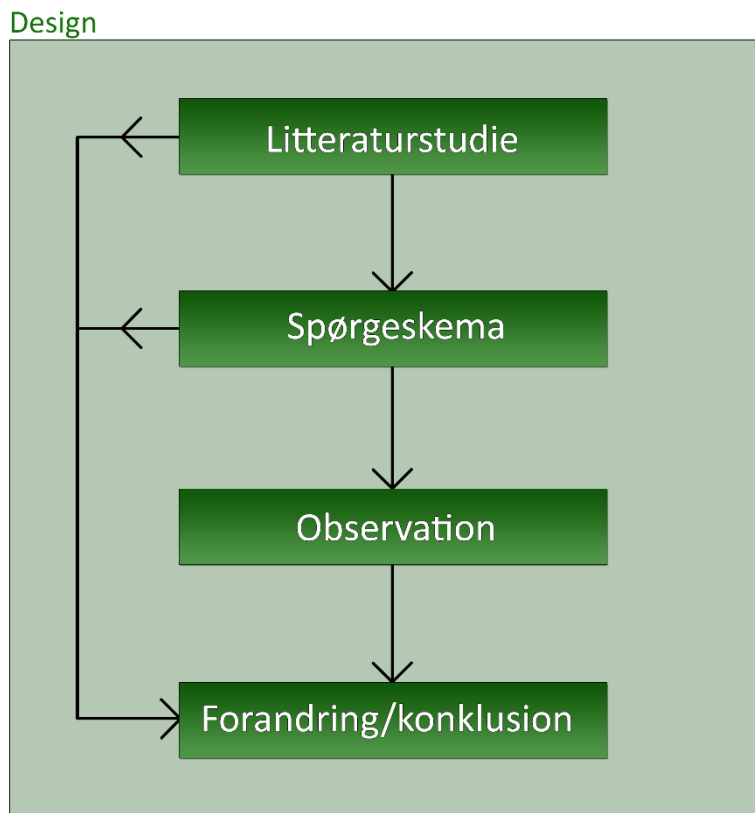 Design
Litteraturstudie
Spørgeskema
Observation
Forandring/konklusion